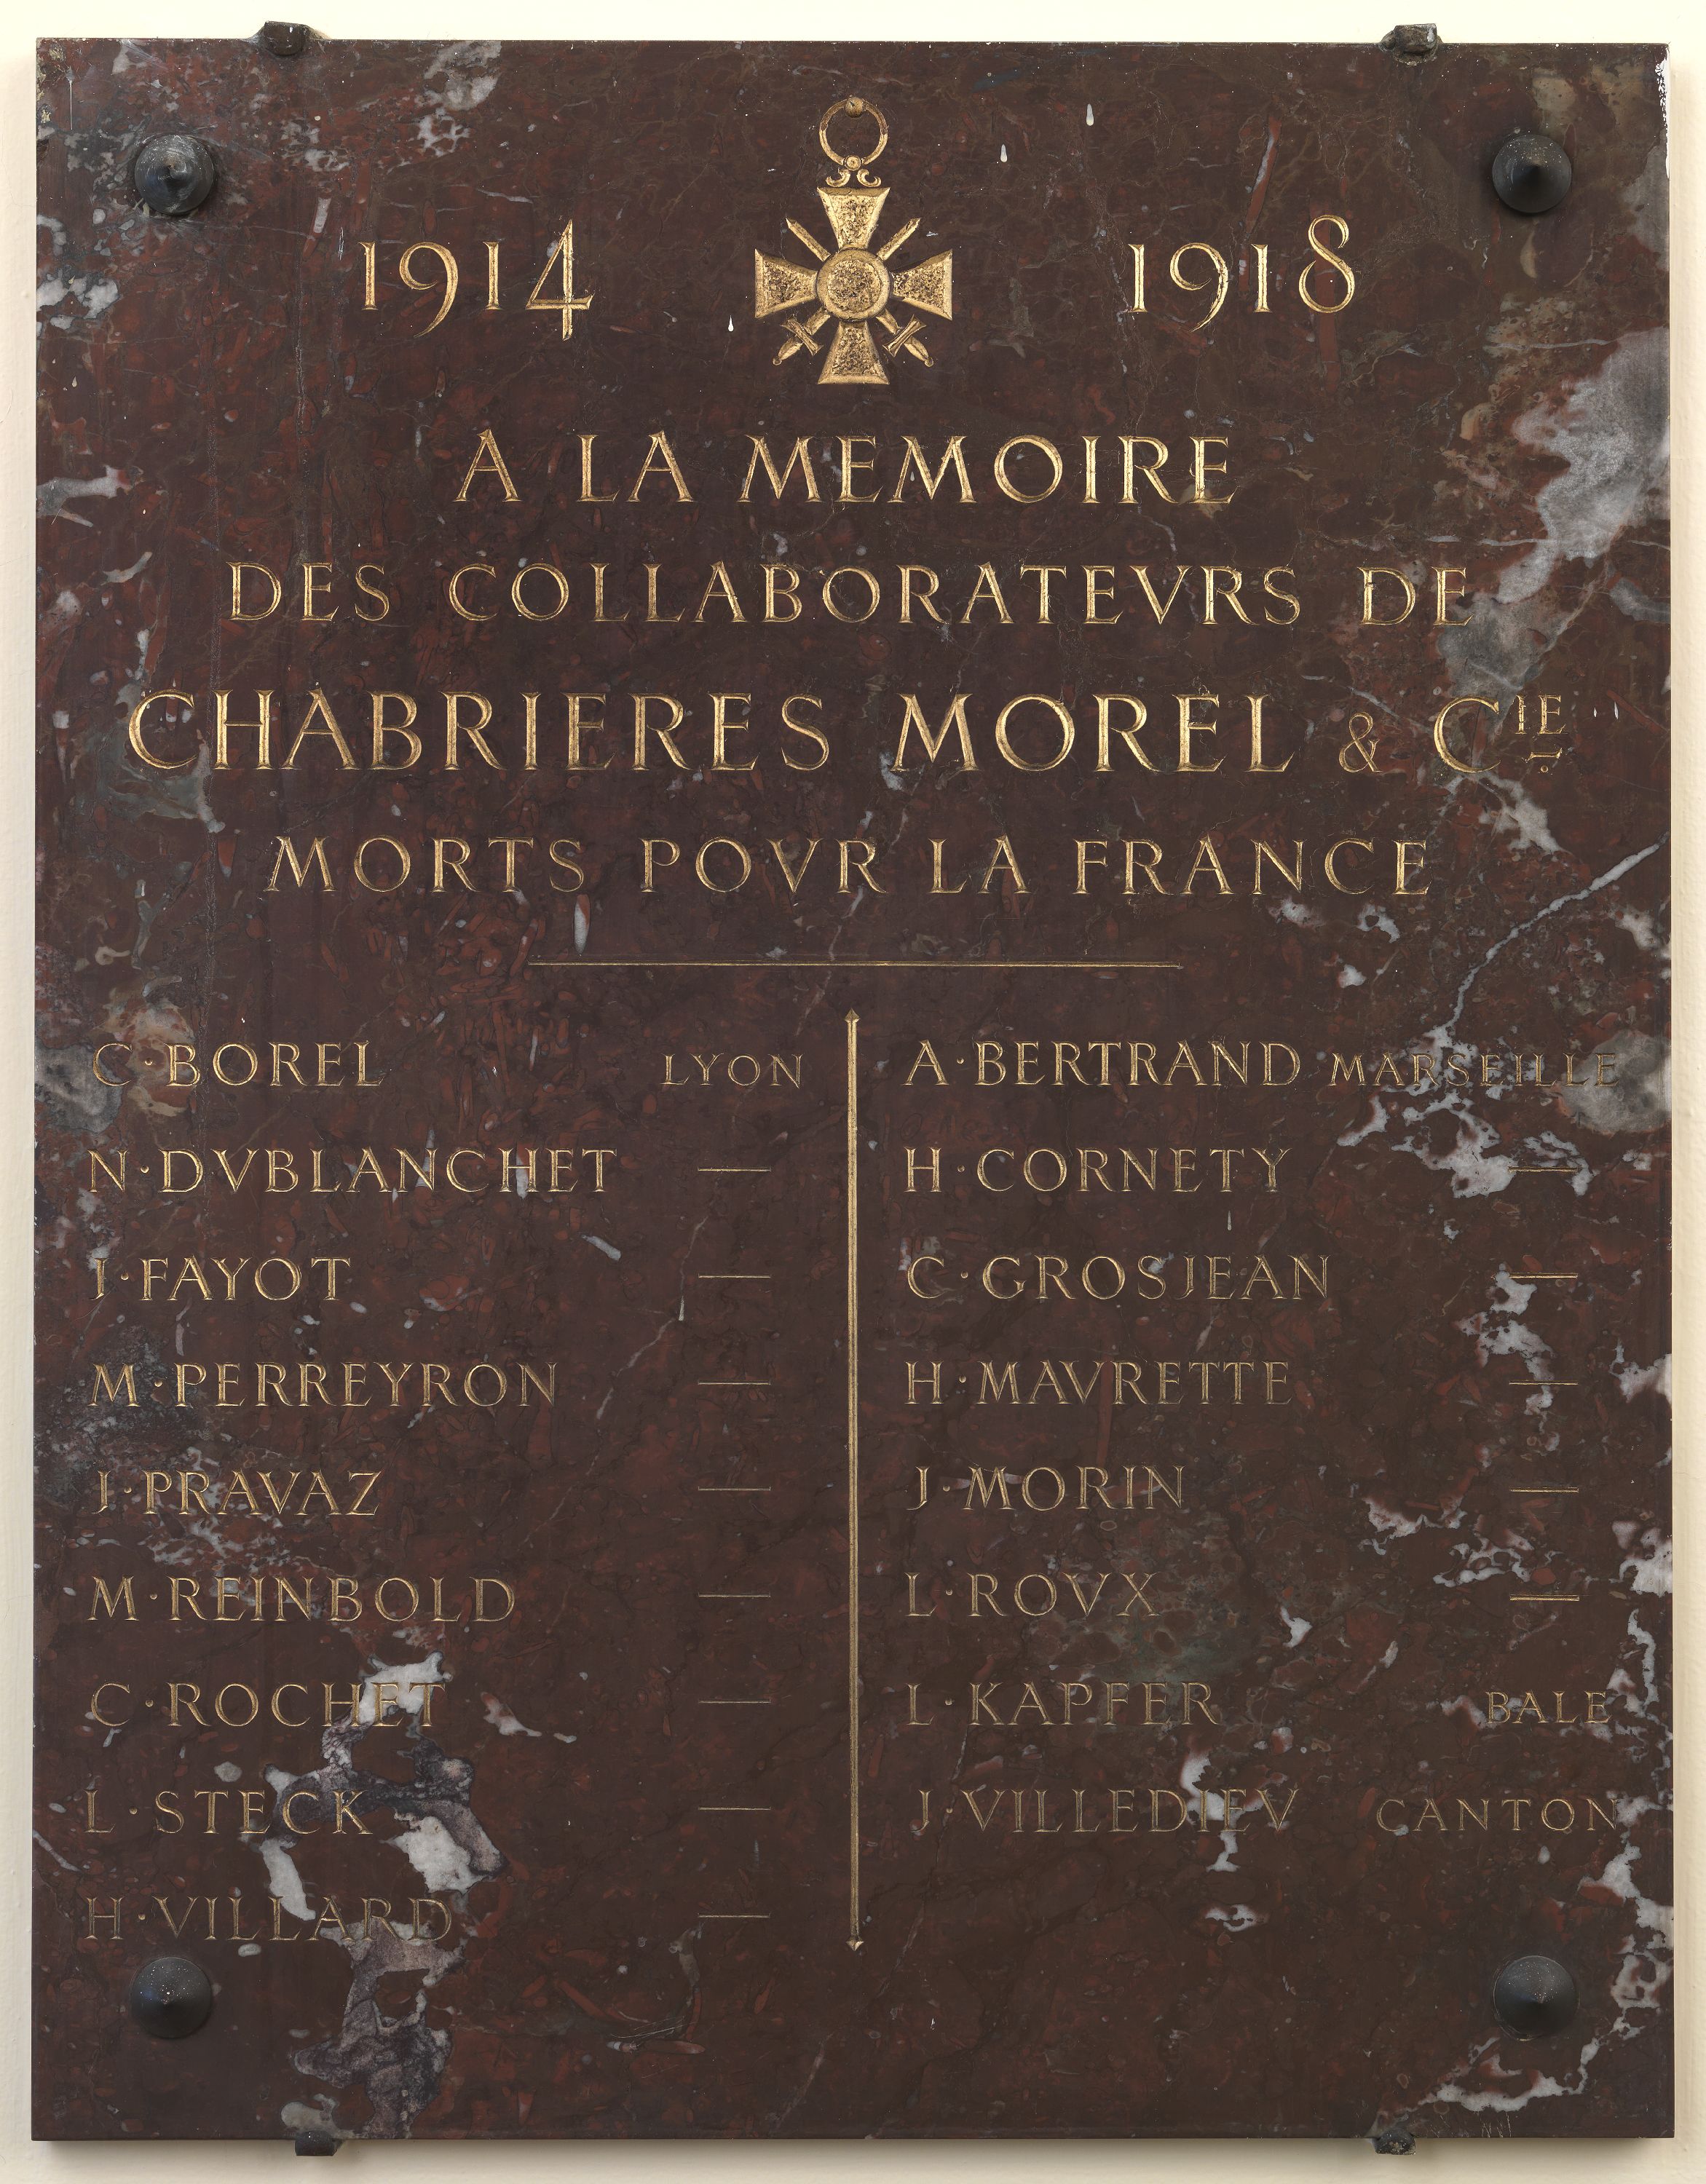 1914 1918
A LA MEMOIRE
DES COLLABORATEVRS DE
CHABRIERES MOREL & CIE
MORTS POVR LA FRANCE
C·BOREL LYON
N·DVBLANCHET —
J·FAYOT —
M·PERREYRON —
J·PRAVAZ —
M·REINBOLD —
C·ROCHET —
L·STECK —
H·VILLARD —
A·BERTRAND MARSEILLE
H·CORNETY —
C·GROSJEAN —
H·MAVRETTE —
J·MORIN —
L·ROVX —
L·KAPFER BALE
J·VILLEDIEV CANTON